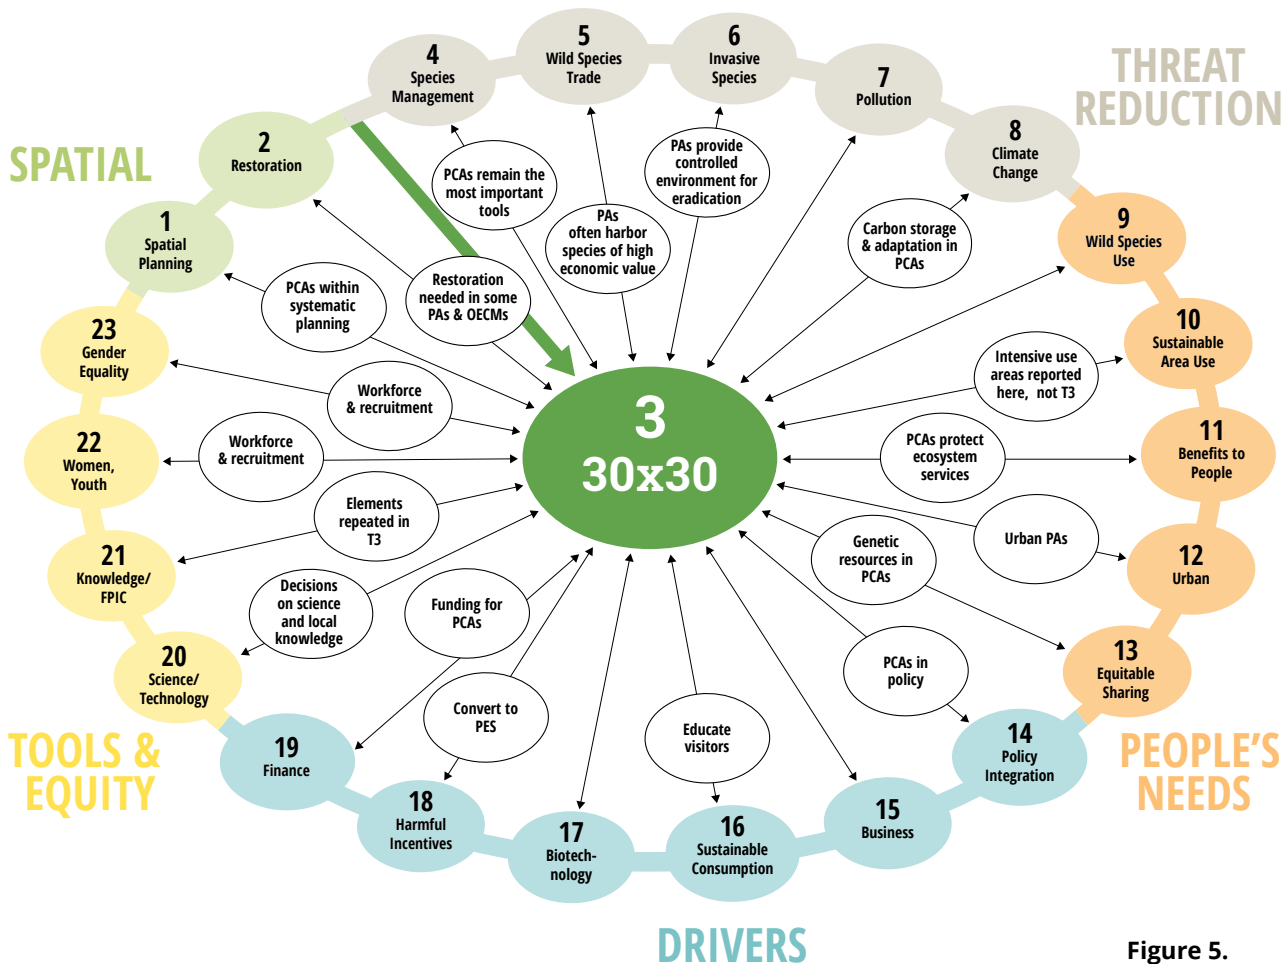 THREAT
REDUCTION
SPATIAL
TOOLS &
EQUITY
PEOPLE'S
NEEDS
DRIVERS
1
Spatial
Planning
2
Restoration
4
Species
Management
5
Wild Species
Trade
6
Invasive
Species
7
Pollution
8
Climate
Change
9
Wild Species
Use
10
Sustainable
Area Use
11
Benefits to
People
12
Urban
13
Equitable
Sharing
14
Policy
Integration
15
Business
16
Sustainable
Consumption
17
Biotech-
nology
18
Harmful
Incentives
19
Finance
20
Science/
Technology
21
Knowledge/
FPIC
22
Women,
Youth
23
Gender
Equality
3
30x30
PCAs within
systematic
planning
Restoration
needed in some
PAs & OECMs
PCAs remain the
most important
tools
PAs
often harbor
species of high
economic value
PAs provide
controlled
environment for
eradication
Carbon storage
& adaptation in
PCAs
Intensive use
areas reported
here, not T3
PCAs protect
ecosystem
services
Urban PAs
Genetic
resources in
PCAs
PCAs in
policy
Educate
visitors
Convert to
PES
Funding for
PCAs
Decisions
on science
and local
knowledge
Elements
repeated in
T3
Workforce
& recruitment
Workforce
& recruitment
Figure 5.